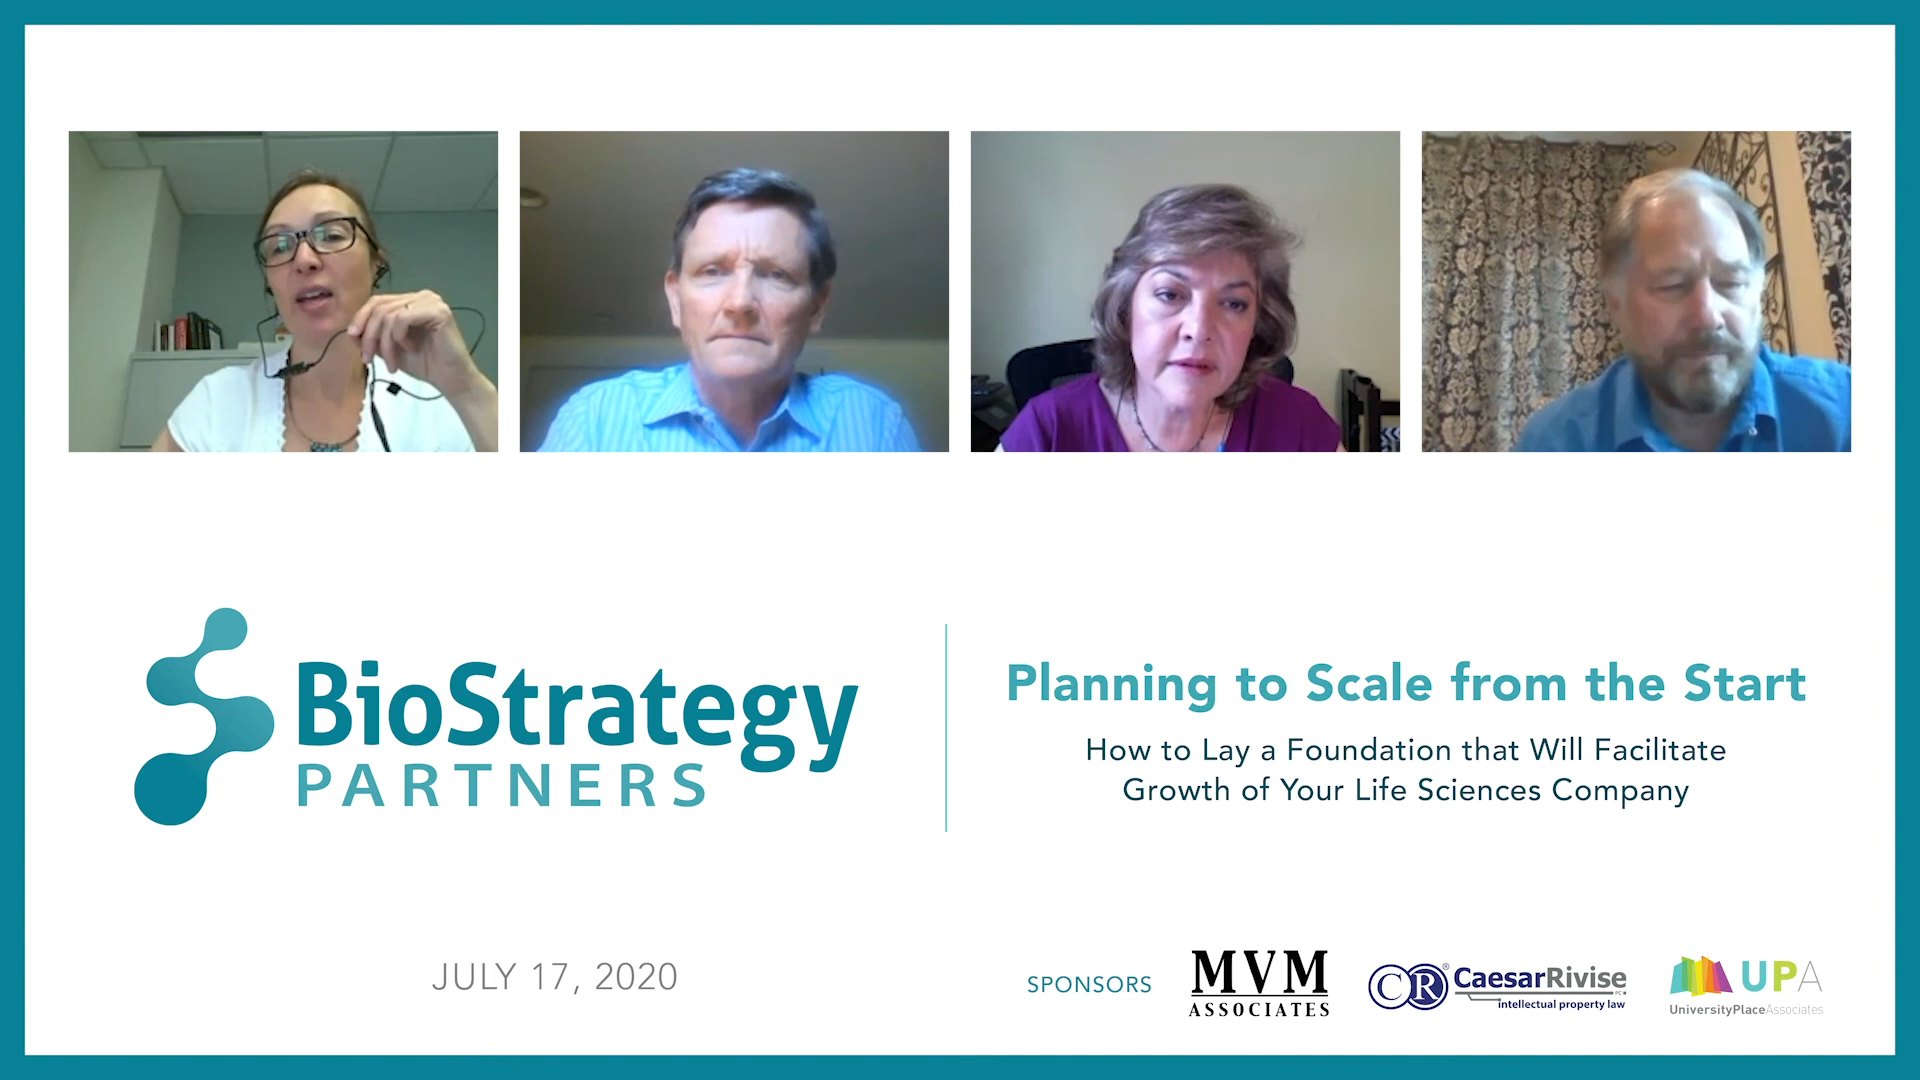 BioStrategy
PARTNERS
Planning to Scale from the Start
How to Lay a Foundation that Will Facilitate
Growth of Your Life Sciences Company
JULY 17, 2020
SPONSORS
MVM
ASSOCIATES
CR® CaesarRivise
PC
intellectual property law
UPA
UniversityPlaceAssociates